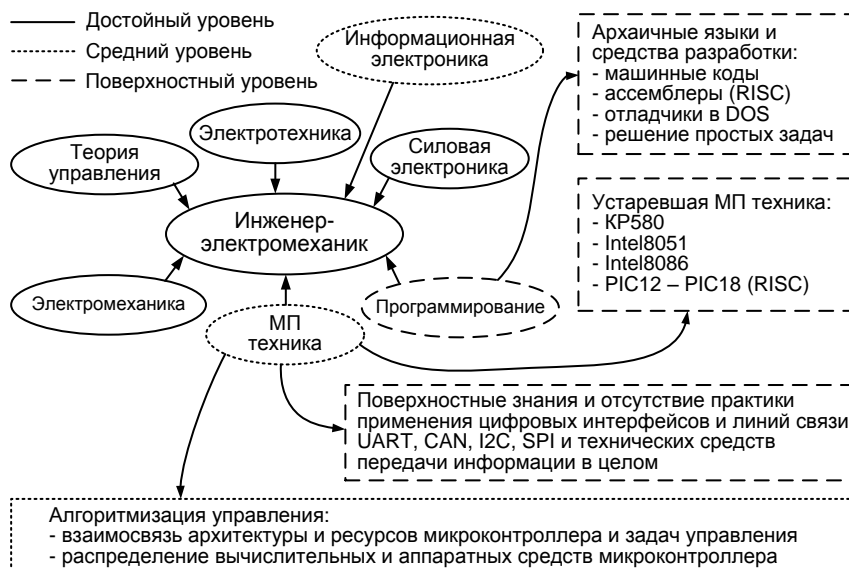 Достойный уровень
Средний уровень
Поверхностный уровень
Информационная
электроника
Электротехника
Теория
управления
Силовая
электроника
Инженер-
электромеханик
Электромеханика
МП
техника
Программирование
Архаичные языки и
средства разработки:
- машинные коды
- ассемблеры (RISC)
- отладчики в DOS
- решение простых задач
Устаревшая МП техника:
- КР580
- Intel8051
- Intel8086
- PIC12 – PIC18 (RISC)
Поверхностные знания и отсутствие практики
применения цифровых интерфейсов и линий связи
UART, CAN, I2C, SPI и технических средств
передачи информации в целом
Алгоритмизация управления:
- взаимосвязь архитектуры и ресурсов микроконтроллера и задач управления
- распределение вычислительных и аппаратных средств микроконтроллера